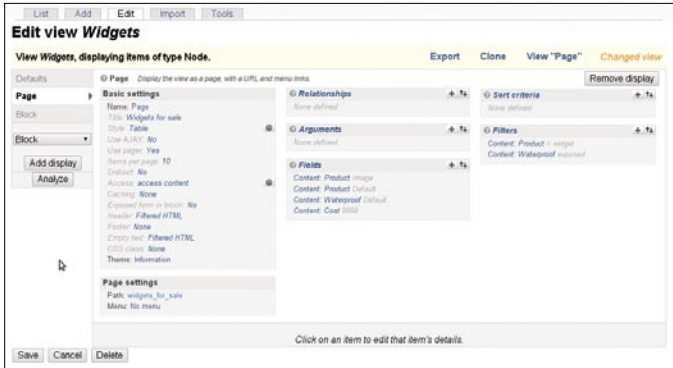 List Add Edit Import Tools
Edit view Widgets
View Widgets, displaying items of type Node.
Export Clone View "Page" Changed view
Defaults
Page
Block
Block
Add display
Analyze
Page Display the view as a page, with a URL and menu links.
Remove display
Basic settings
Name: Page
Title: Widgets for sale
Style: Table
Use AJAX: No
Use pager: Yes
Items per page: 10
Distinct: No
Access: access content
Caching: None
Exposed form in block: No
Header: Filtered HTML
Footer: None
Empty text: Filtered HTML
CSS class: None
Theme: Information
Page settings
Path: widgets_for_sale
Menu: No menu
Relationships
None defined
Arguments
None defined
Fields
Content: Product Image
Content: Product Default
Content: Waterproof Default
Content: Cost 9999
Sort criteria
None defined
Filters
Content: Product = widget
Content: Waterproof exposed
Click on an item to edit that item's details.
Save Cancel Delete